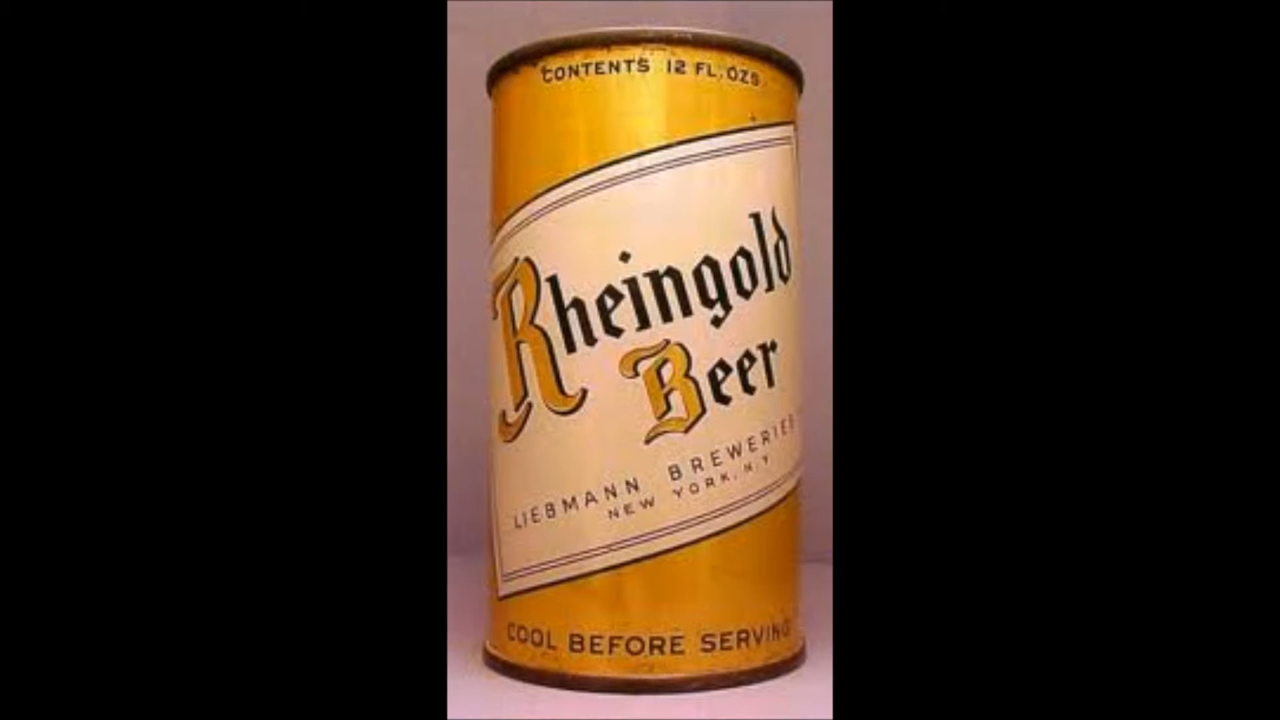 CONTENTS 12 FL. OZS
Rheingold
Beer
LIEBMANN BREWERIES
NEW YORK, N.Y.
COOL BEFORE SERVING